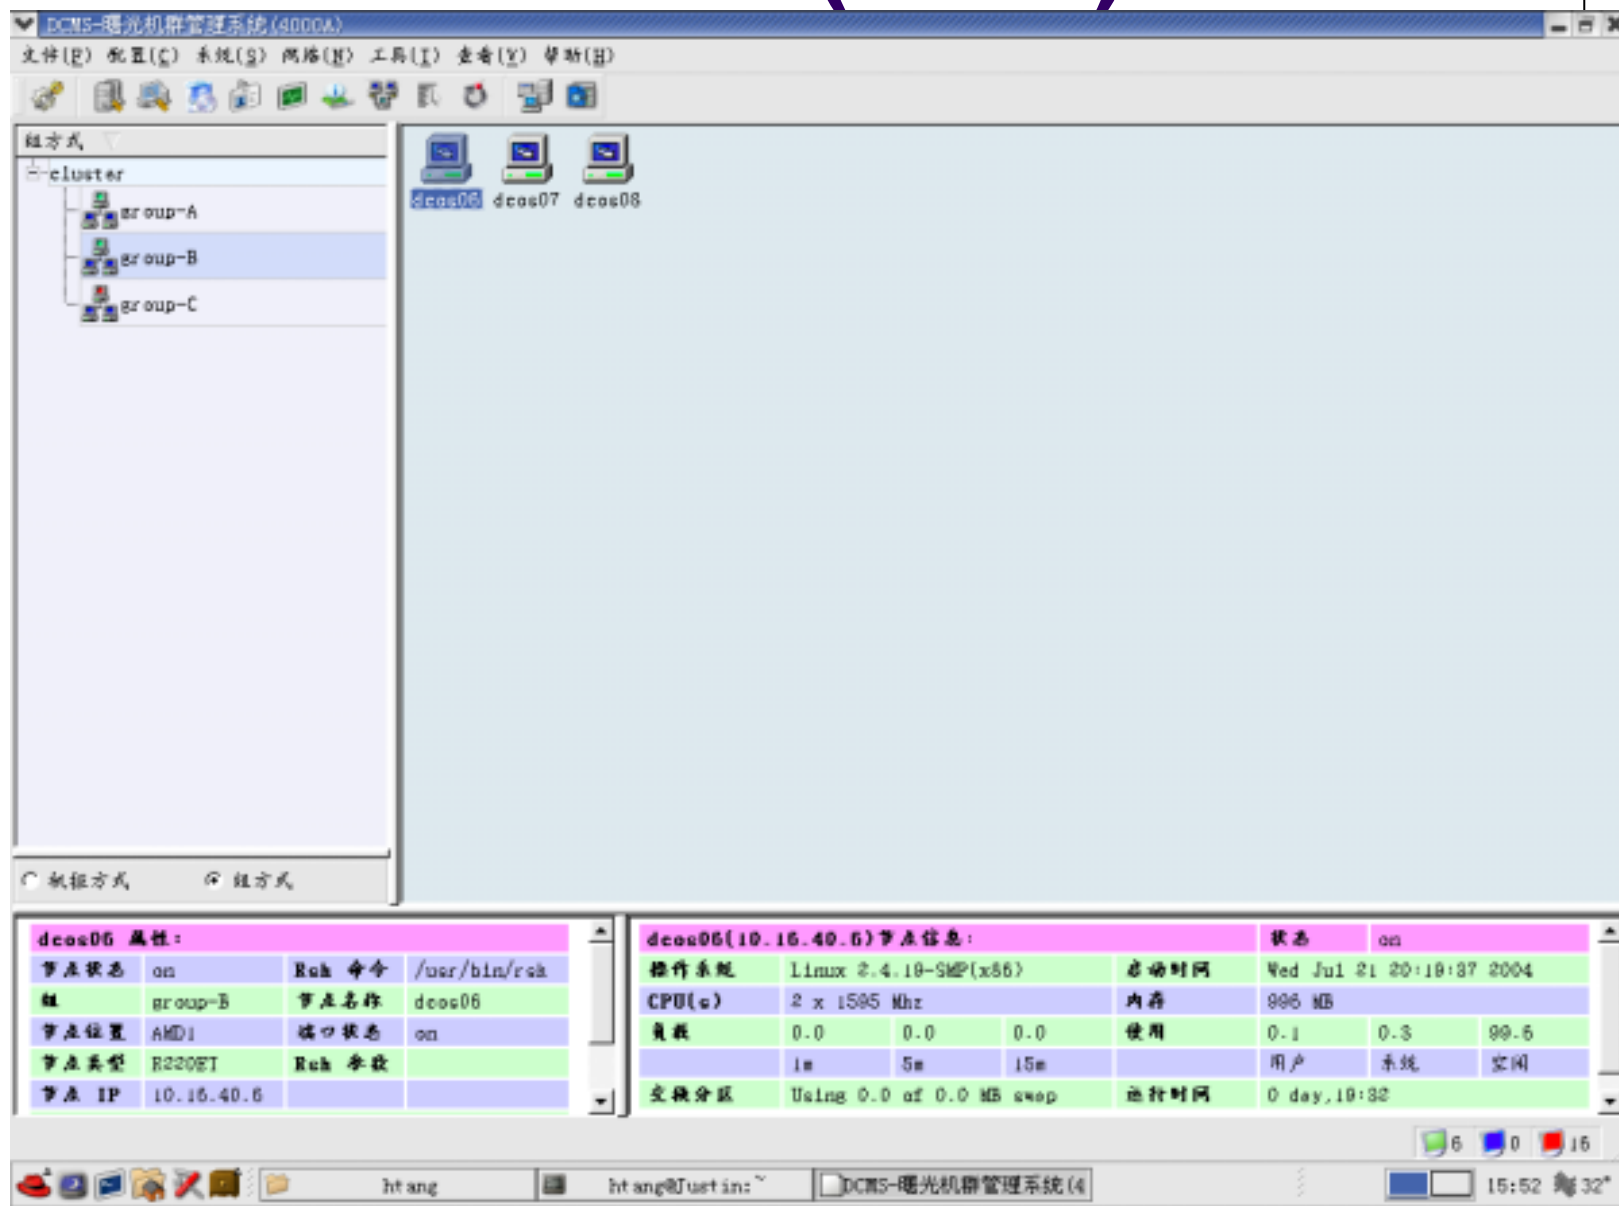 DCMS-曙光机群管理系统(4000A)
文件(F) 配置(C) 系统(S) 网络(N) 工具(I) 查看(Y) 帮助(H)
组方式
cluster
group-A
group-B
group-C
dcos06 dcos07 dcos08
机柜方式 组方式
dcos06 属性:
节点状态 on Rsh 命令 /usr/bin/rsh
组 group-B 节点名称 dcos06
节点位置 AMD1 端口状态 on
节点类型 R220ET Rsh 参数
节点 IP 10.16.40.6
dcos06(10.16.40.6)节点信息: 状态 on
操作系统 Linux 2.4.19-SMP(x86) 启动时间 Wed Jul 21 20:19:37 2004
CPU(s) 2 x 1595 Mhz 内存 996 MB
负载 0.0 0.0 0.0 使用 0.1 0.3 99.6
1m 5m 15m 用户 系统 空闲
交换分区 Using 0.0 of 0.0 MB swap 运行时间 0 day,19:32
6 0 16
htang htang@Justin:~ DCMS-曙光机群管理系统(4 15:52 32°